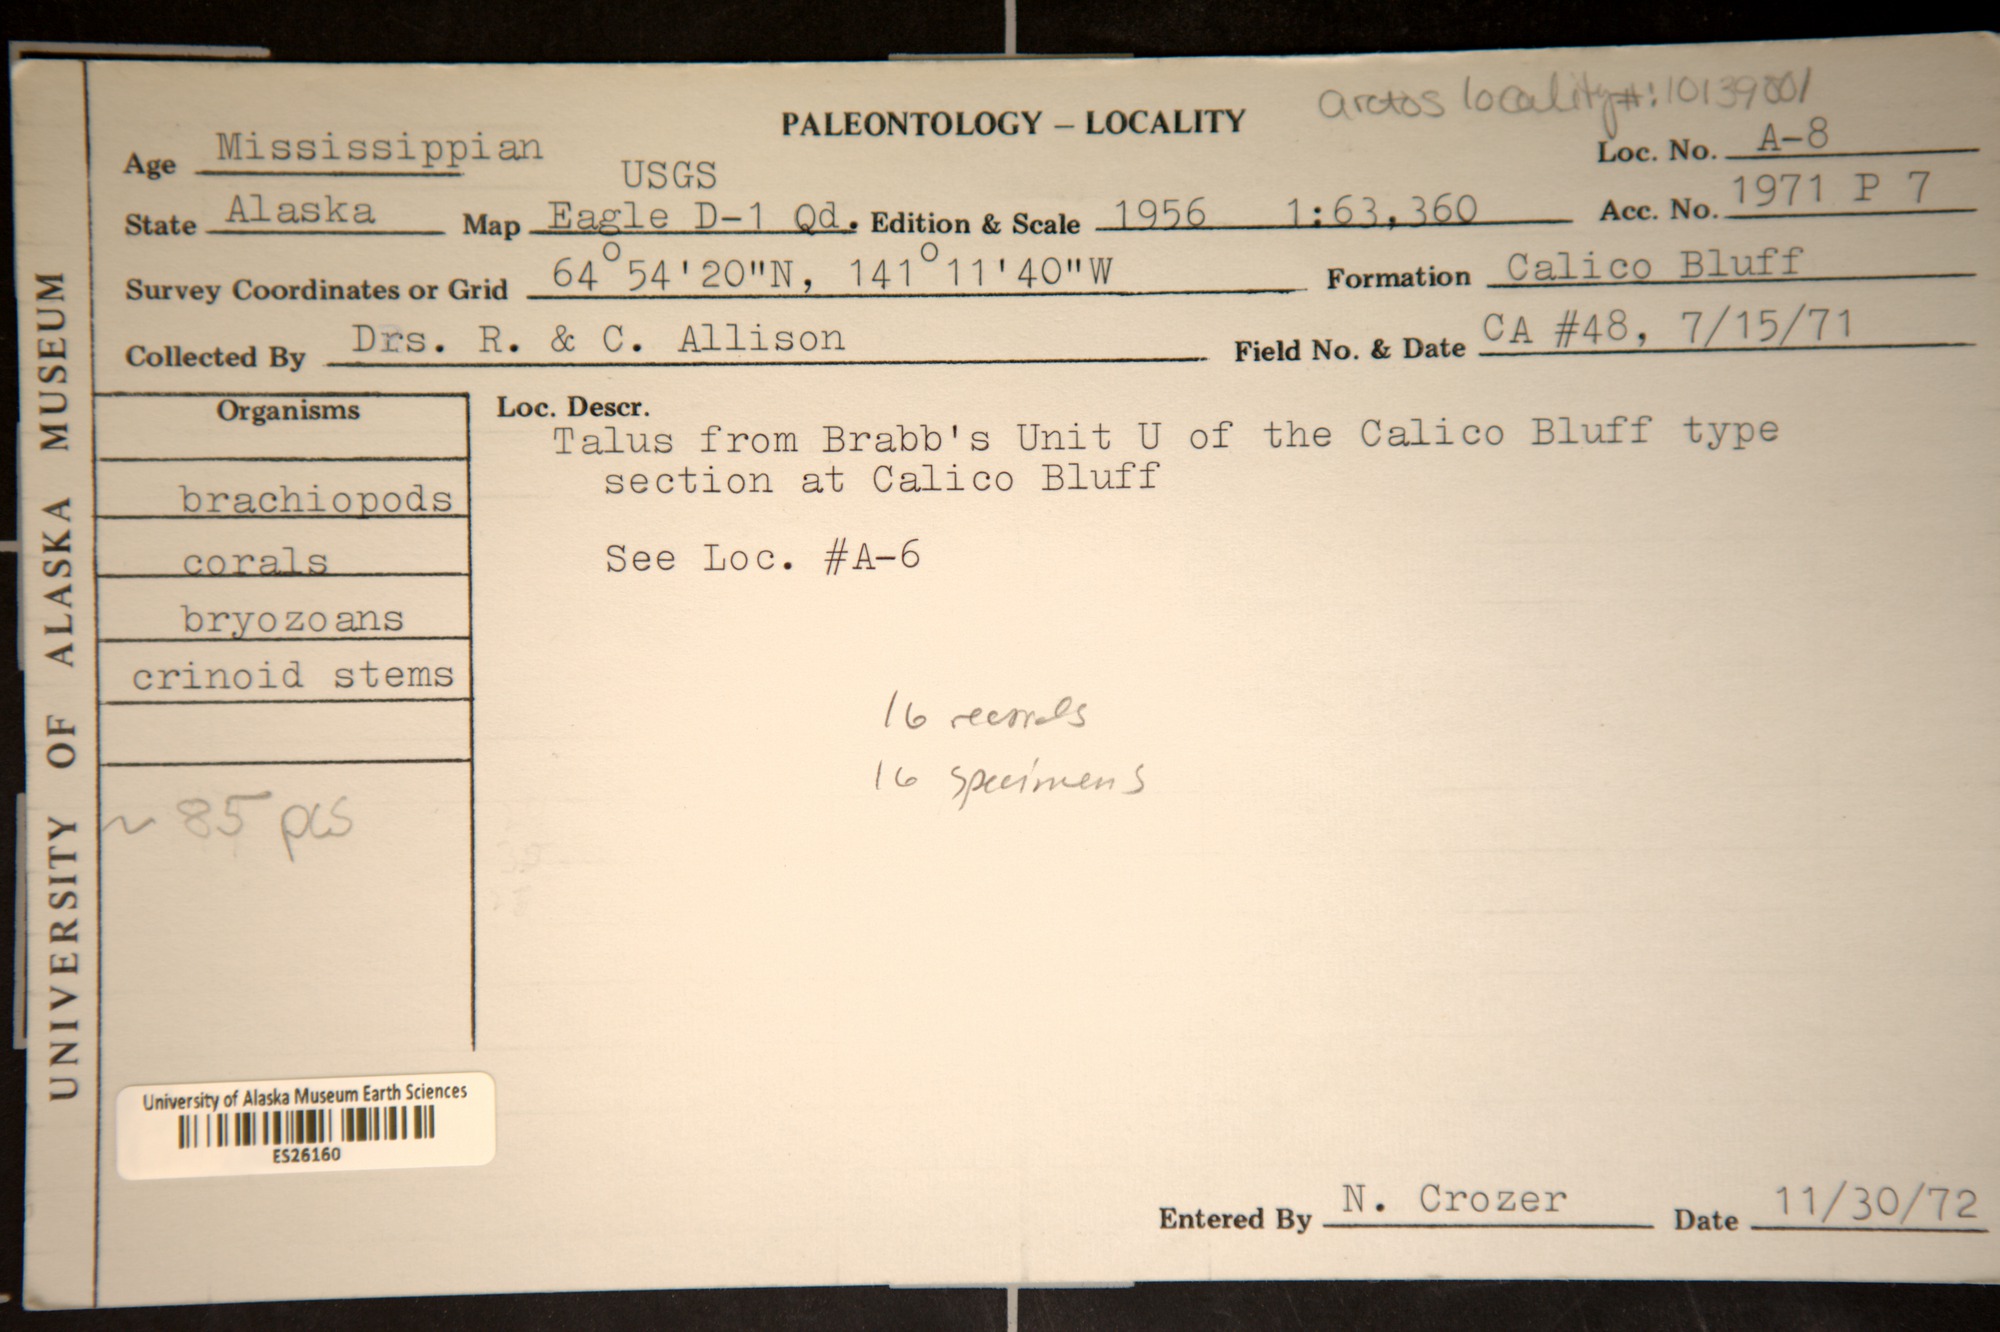 arctos locality#: 10139001
PALEONTOLOGY – LOCALITY
Age Mississippian
Loc. No. A-8
USGS
State Alaska Map Eagle D-1 Qd. Edition & Scale 1956 1:63,360 Acc. No. 1971 P 7
Survey Coordinates or Grid 64°54'20"N, 141°11'40"W Formation Calico Bluff
Collected By Drs. R. & C. Allison Field No. & Date CA #48, 7/15/71
Organisms
brachiopods
corals
bryozoans
crinoid stems
~ 85 pcs
Loc. Descr.
Talus from Brabb's Unit U of the Calico Bluff type
section at Calico Bluff
See Loc. #A-6
16 records
16 specimens
UNIVERSITY OF ALASKA MUSEUM
University of Alaska Museum Earth Sciences
ES26160
Entered By N. Crozer Date 11/30/72